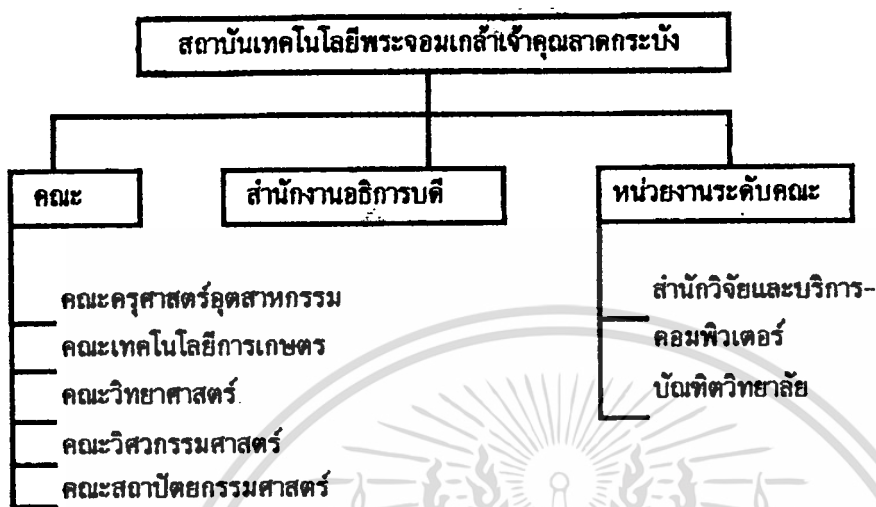 สถาบันเทคโนโลยีพระจอมเกล้าเจ้าคุณลาดกระบัง
คณะ
สำนักงานอธิการบดี
หน่วยงานระดับคณะ
คณะครุศาสตร์อุตสาหกรรม
คณะเทคโนโลยีการเกษตร
คณะวิทยาศาสตร์
คณะวิศวกรรมศาสตร์
คณะสถาปัตยกรรมศาสตร์
สำนักวิจัยและบริการ-
คอมพิวเตอร์
บัณฑิตวิทยาลัย